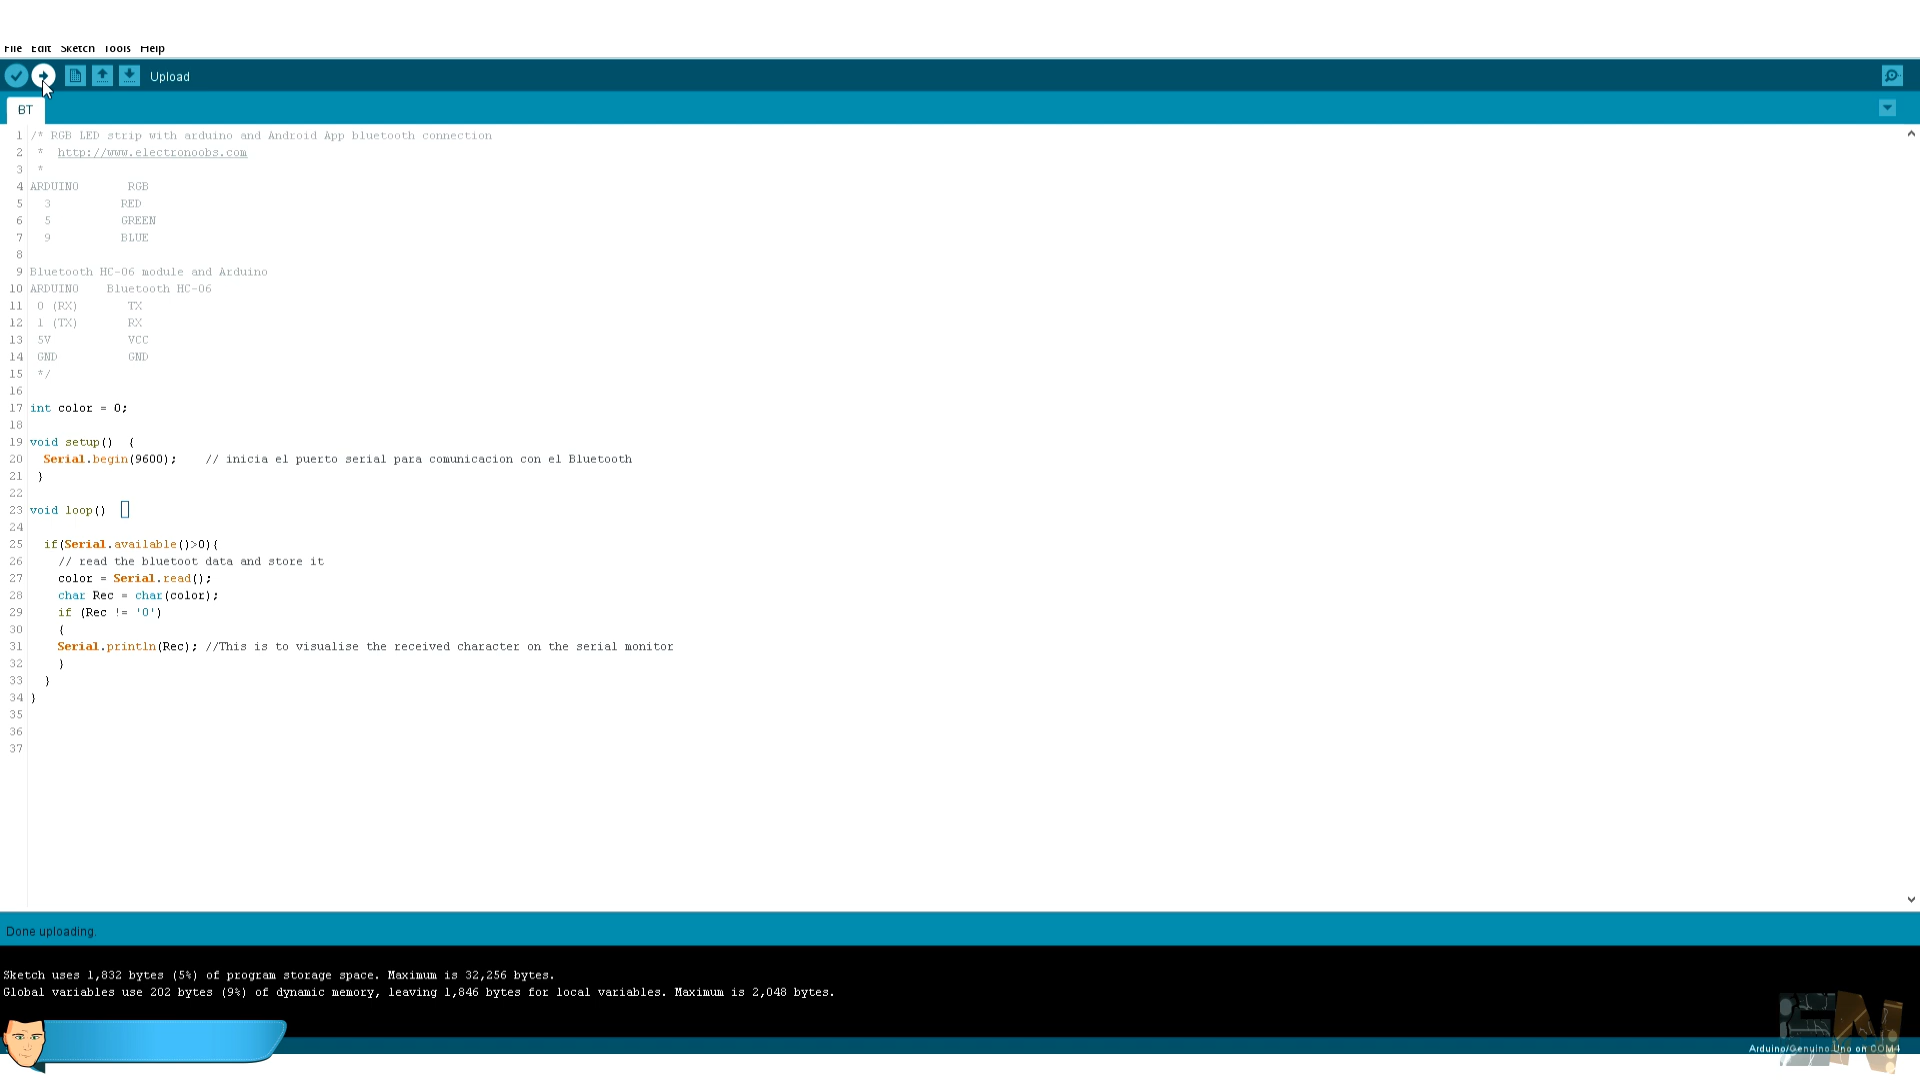 File Edit Sketch Tools Help
Upload
BT
1 /* RGB LED strip with arduino and Android App bluetooth connection
2 * http://www.electronoobs.com
3 *
4 ARDUINO RGB
5 3 RED
6 5 GREEN
7 9 BLUE
8
9 Bluetooth HC-06 module and Arduino
10 ARDUINO Bluetooth HC-06
11 0 (RX) TX
12 1 (TX) RX
13 5V VCC
14 GND GND
15 */
16
17 int color = 0;
18
19 void setup() {
20 Serial.begin(9600); // inicia el puerto serial para comunicacion con el Bluetooth
21 }
22
23 void loop()
24
25 if(Serial.available()>0){
26 // read the bluetoot data and store it
27 color = Serial.read();
28 char Rec = char(color);
29 if (Rec != '0')
30 {
31 Serial.println(Rec); //This is to visualise the received character on the serial monitor
32 }
33 }
34 }
35
36
37
Done uploading.
Sketch uses 1,832 bytes (5%) of program storage space. Maximum is 32,256 bytes.
Global variables use 202 bytes (9%) of dynamic memory, leaving 1,846 bytes for local variables. Maximum is 2,048 bytes.
EN
Arduino/Genuino Uno on COM4